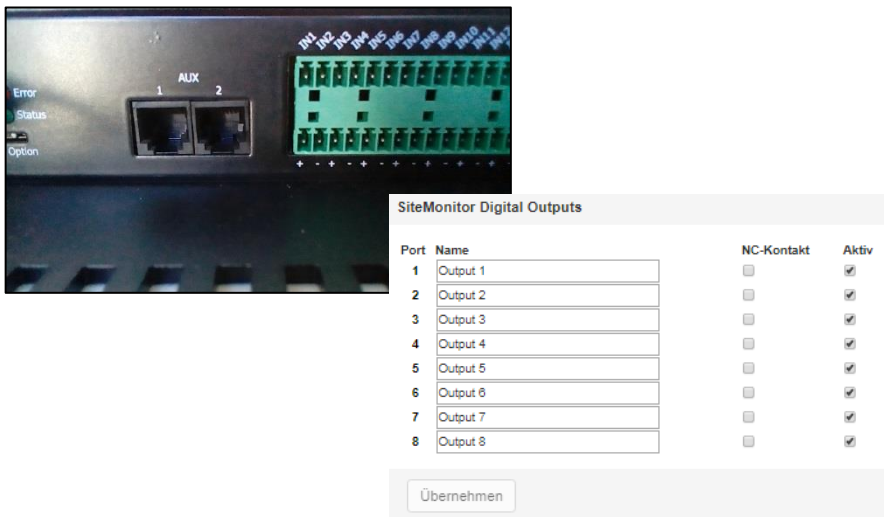 IN1 IN2 IN3 IN4 IN5 IN6 IN7 IN8 IN9 IN10 IN11 IN12
AUX
1 2
Error
Status
Option
+ - + - + - + - + - + -
SiteMonitor Digital Outputs
Port Name NC-Kontakt Aktiv
1 Output 1
2 Output 2
3 Output 3
4 Output 4
5 Output 5
6 Output 6
7 Output 7
8 Output 8
Übernehmen